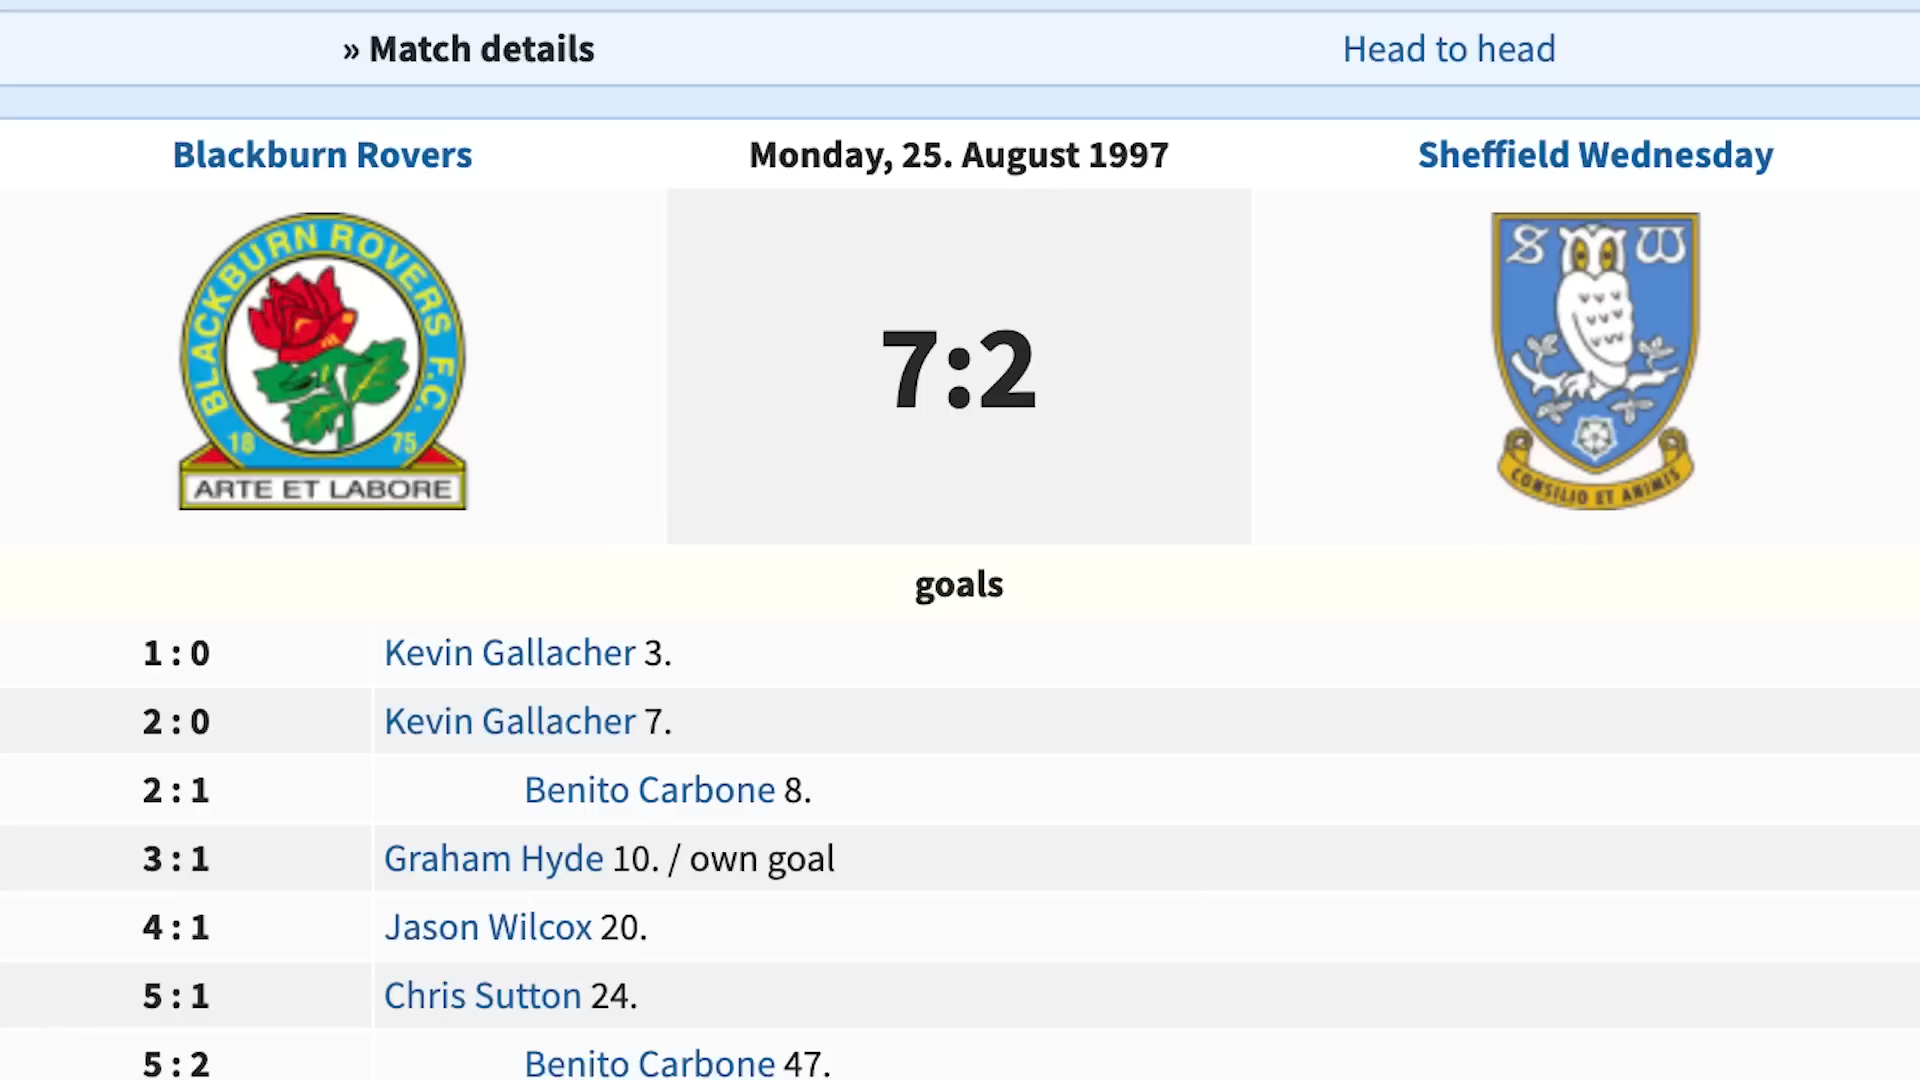 » Match details
Head to head
Blackburn Rovers
Monday, 25. August 1997
Sheffield Wednesday
BLACKBURN ROVERS F.C.
18 75
ARTE ET LABORE
7:2
S W
CONSILIO ET ANIMIS
goals
1 : 0 Kevin Gallacher 3.
2 : 0 Kevin Gallacher 7.
2 : 1 Benito Carbone 8.
3 : 1 Graham Hyde 10. / own goal
4 : 1 Jason Wilcox 20.
5 : 1 Chris Sutton 24.
5 : 2 Benito Carbone 47.